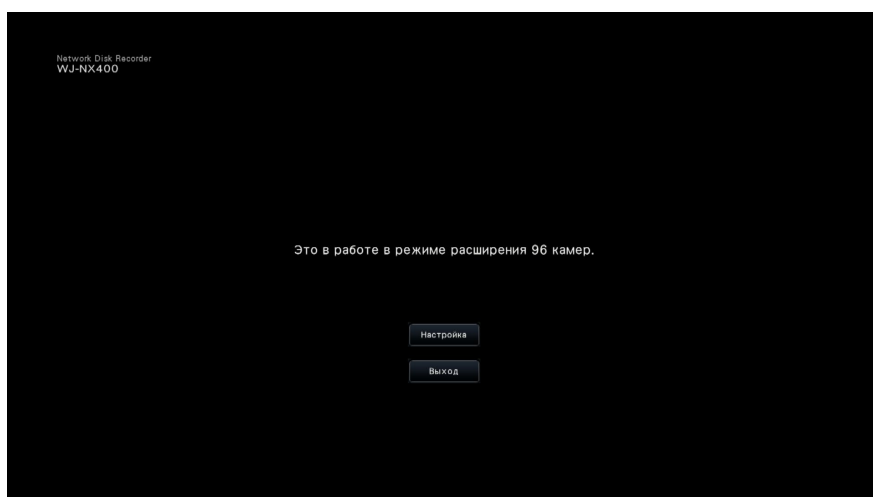 Network Disk Recorder
WJ-NX400
Это в работе в режиме расширения 96 камер.
Настройка
Выход